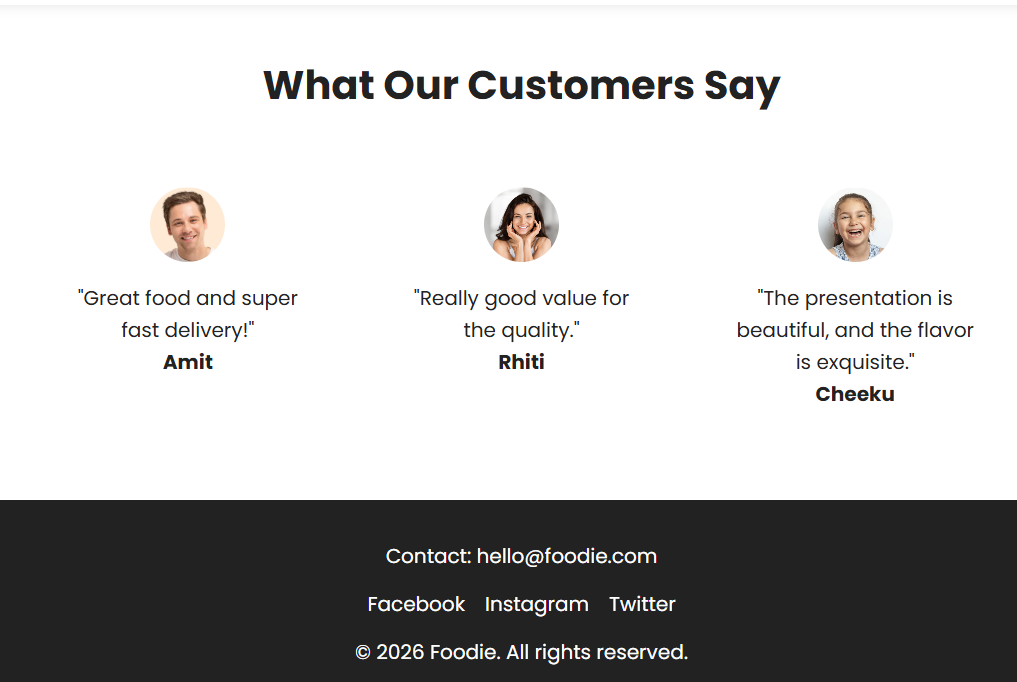 What Our Customers Say
"Great food and super
fast delivery!"
Amit
"Really good value for
the quality."
Rhiti
"The presentation is
beautiful, and the flavor
is exquisite."
Cheeku
Contact: hello@foodie.com
Facebook Instagram Twitter
© 2026 Foodie. All rights reserved.